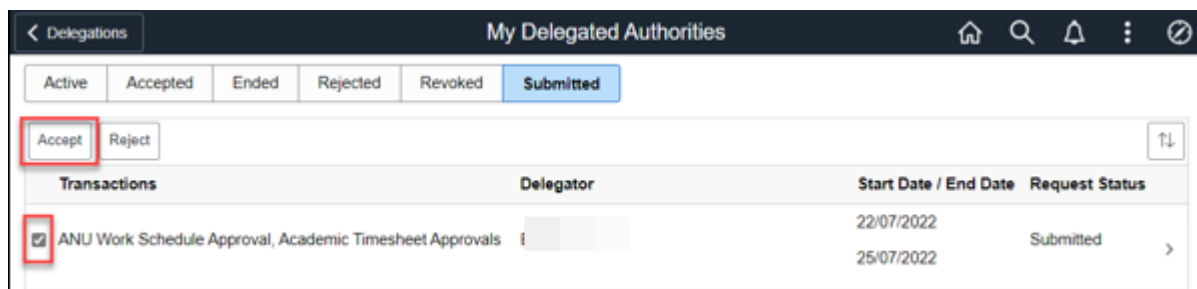 Delegations
My Delegated Authorities
Active Accepted Ended Rejected Revoked Submitted
Accept Reject
Transactions Delegator Start Date / End Date Request Status
ANU Work Schedule Approval, Academic Timesheet Approvals 22/07/2022 Submitted
25/07/2022